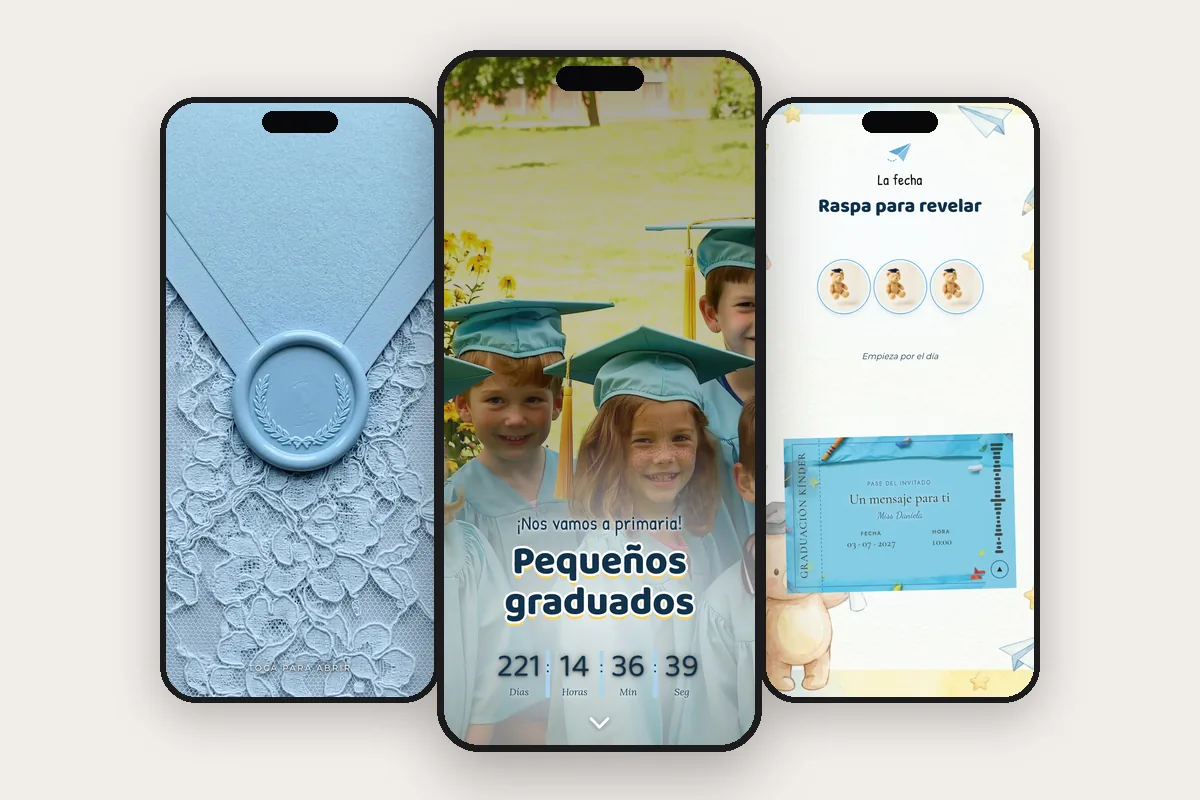 TOCA PARA ABRIR
¡Nos vamos a primaria!
Pequeños
graduados
221 : 14 : 36 : 39
Días Horas Min Seg
La fecha
Raspa para revelar
Empieza por el día
GRADUACIÓN KÍNDER
PASE DEL INVITADO
Un mensaje para ti
Miss Daniela
FECHA HORA
03 · 07 · 2027 10:00